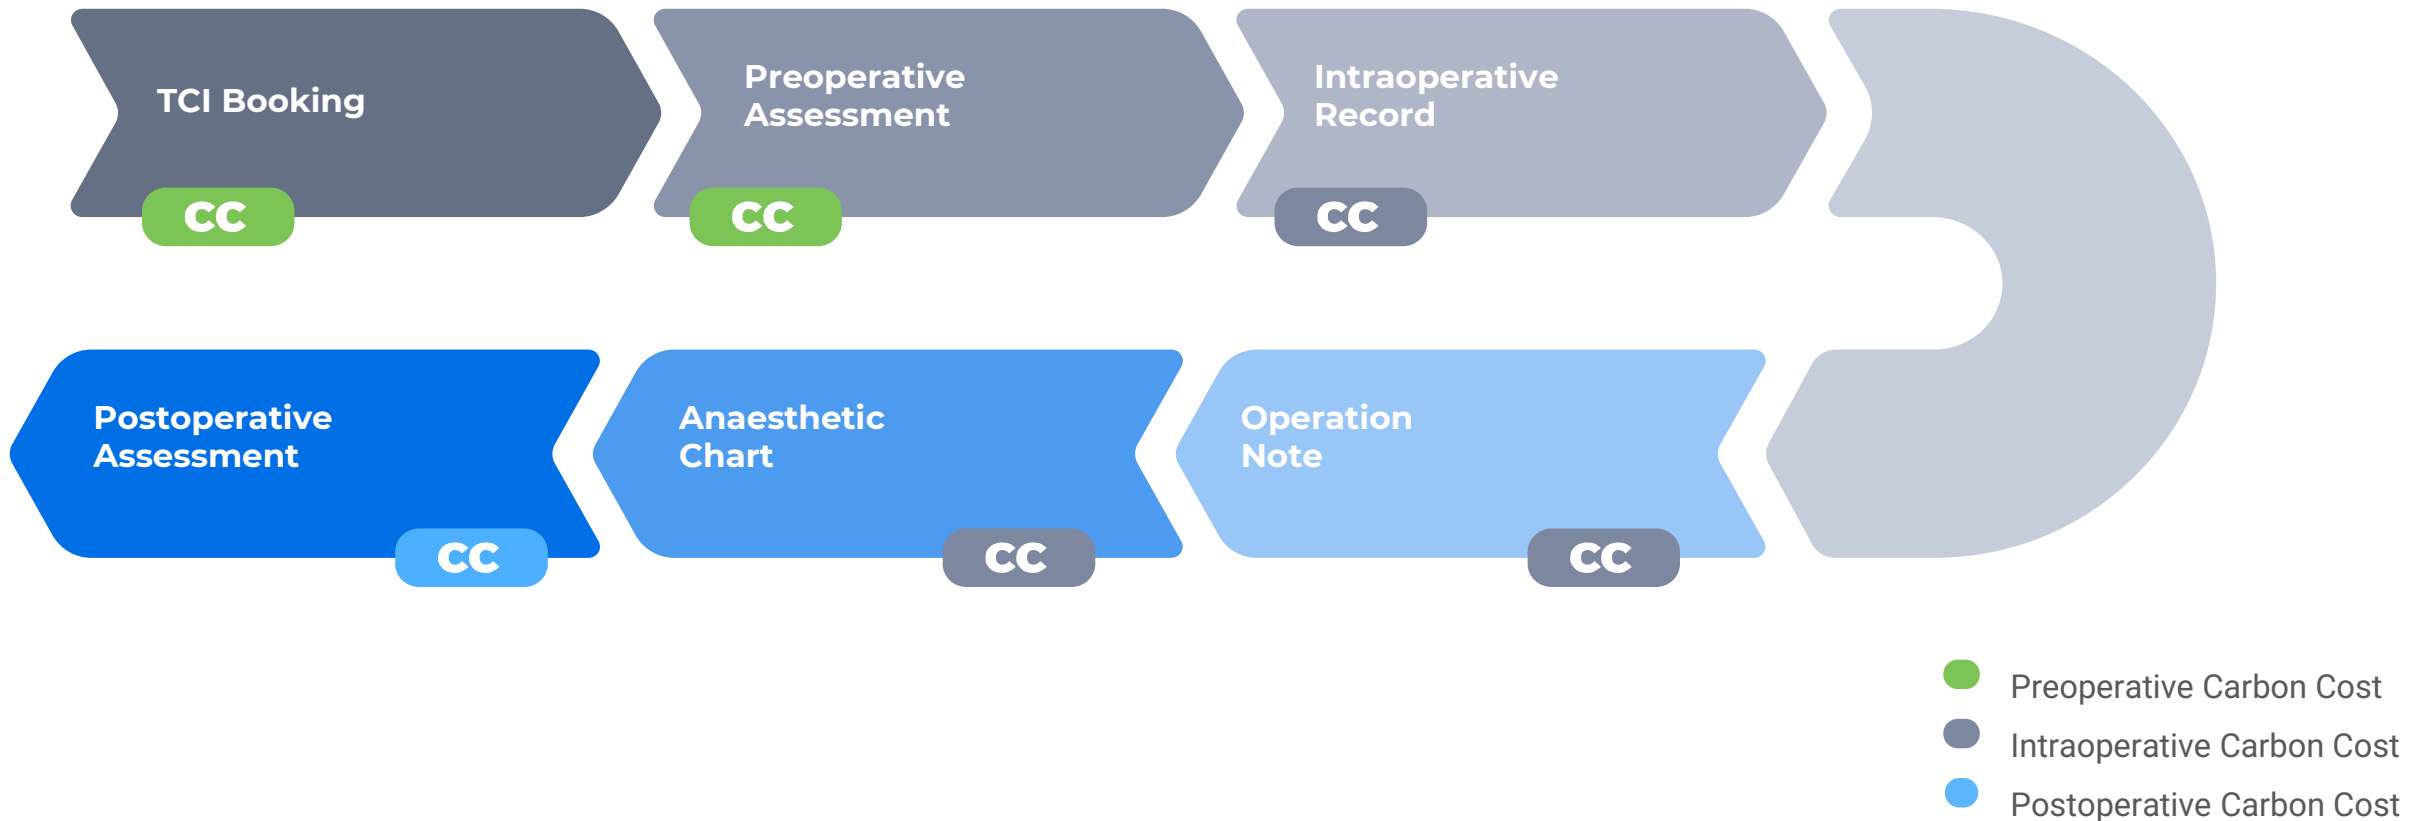 TCI Booking
CC
Preoperative
Assessment
CC
Intraoperative
Record
CC
Postoperative
Assessment
CC
Anaesthetic
Chart
CC
Operation
Note
CC
Preoperative Carbon Cost
Intraoperative Carbon Cost
Postoperative Carbon Cost